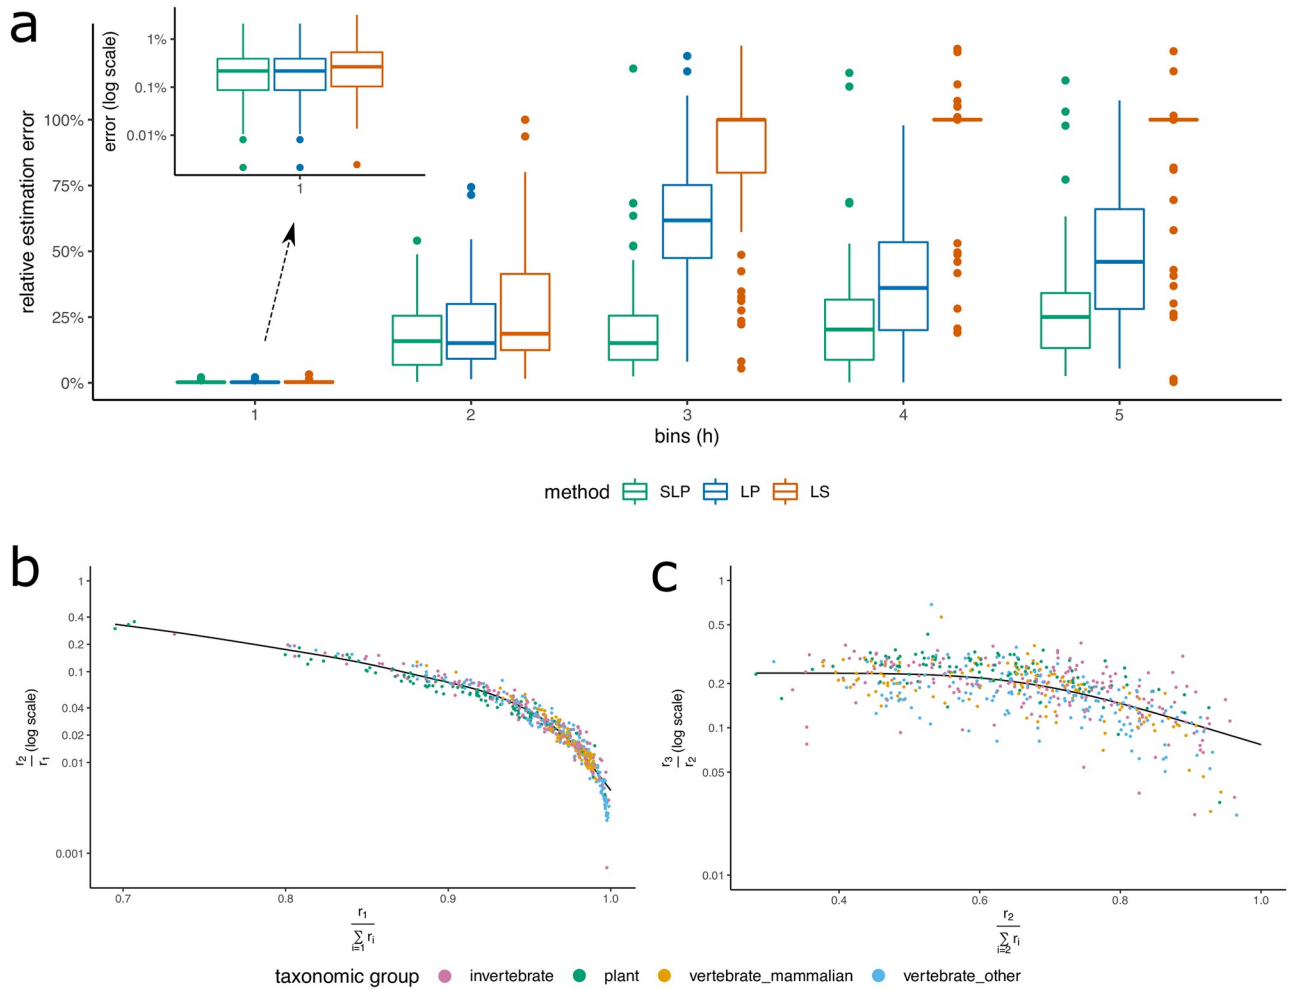 a
error (log scale)
1%
0.1%
0.01%
1
relative estimation error
100%
75%
50%
25%
0%
1 2 3 4 5
bins (h)
method SLP LP LS
b
r2/r1 (log scale)
1
0.4
0.2
0.1
0.04
0.02
0.01
0.001
0.7 0.8 0.9 1.0
r1
∑ ri
i=1
c
r3/r2 (log scale)
1
0.5
0.2
0.1
0.05
0.01
0.4 0.6 0.8 1.0
r2
∑ ri
i=2
taxonomic group invertebrate plant vertebrate_mammalian vertebrate_other